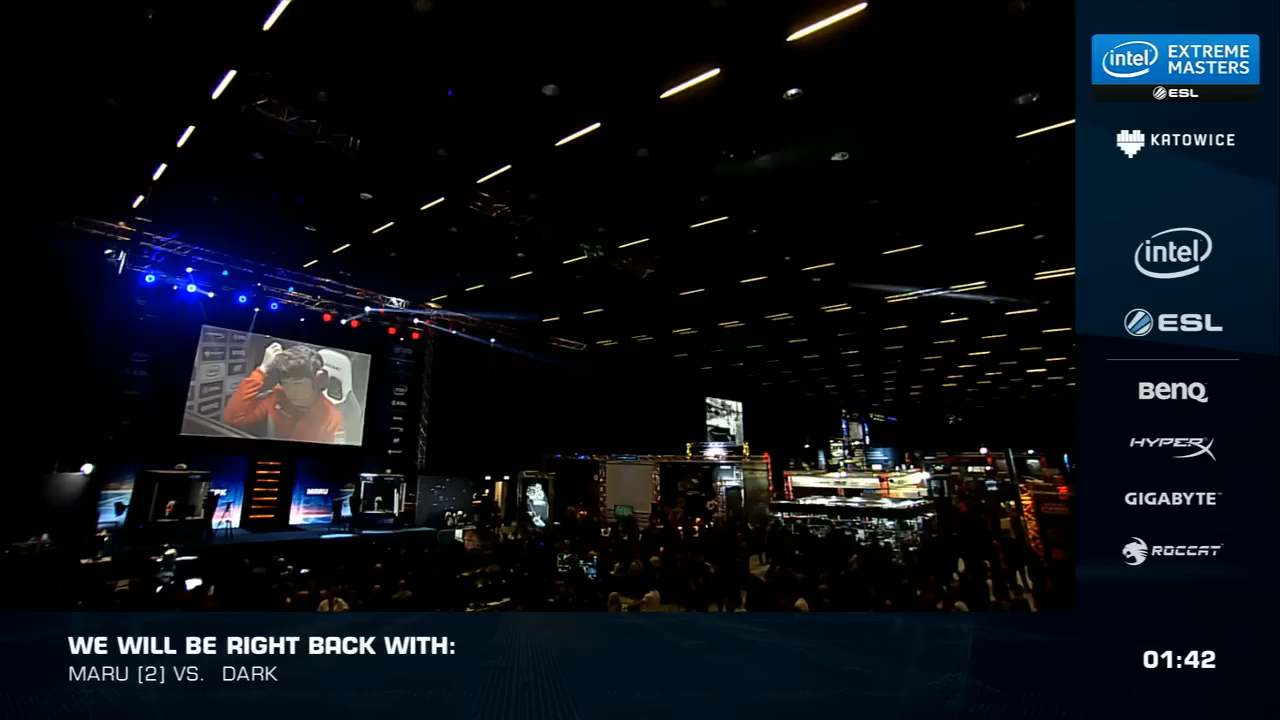 intel EXTREME
MASTERS
ESL
KATOWICE
intel
ESL
BENQ
HYPERX
GIGABYTE
ROCCAT
MARU
WE WILL BE RIGHT BACK WITH:
MARU [2] VS. DARK
01:42